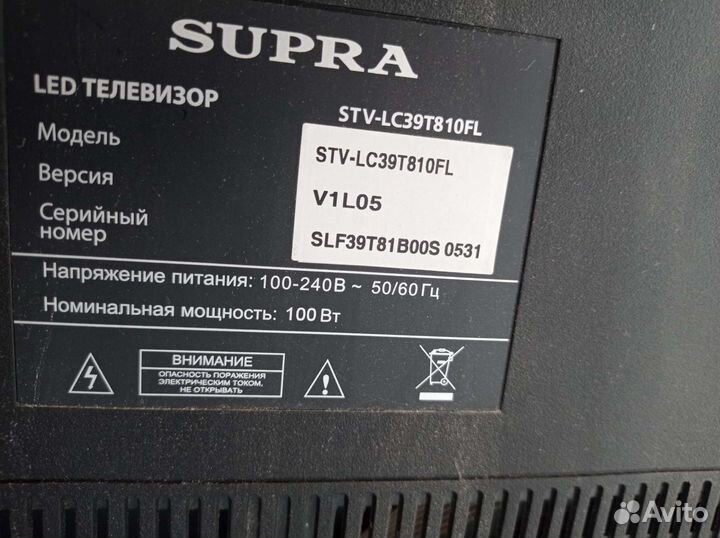 SUPRA
LED ТЕЛЕВИЗОР
STV-LC39T810FL
Модель
STV-LC39T810FL
Версия
V1L05
Серийный
номер
SLF39T81B00S 0531
Напряжение питания: 100-240В ~ 50/60 Гц
Номинальная мощность: 100 Вт
ВНИМАНИЕ
ОПАСНОСТЬ ПОРАЖЕНИЯ
ЭЛЕКТРИЧЕСКИМ ТОКОМ.
НЕ ОТКРЫВАТЬ
Avito